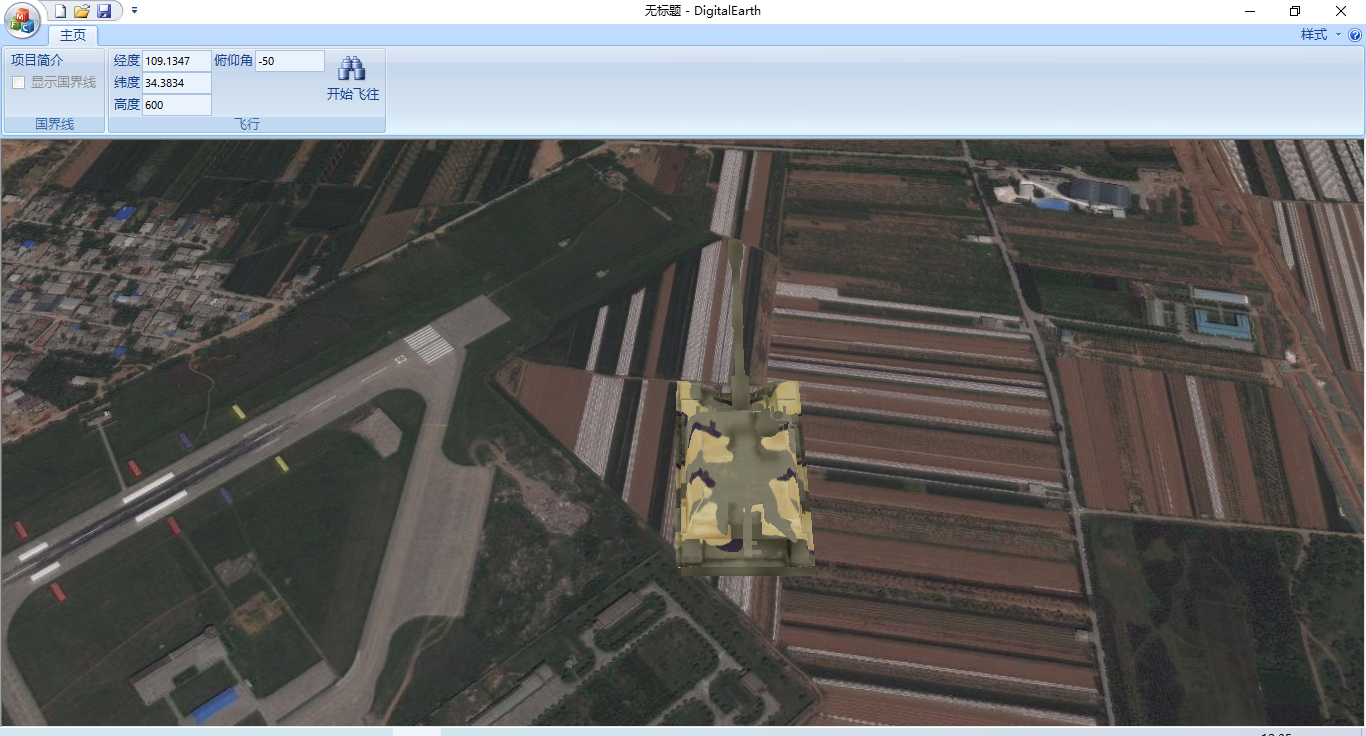 无标题 - DigitalEarth
主页
样式
项目简介
显示国界线
国界线
经度 109.1347 俯仰角 -50
纬度 34.3834
高度 600
开始飞往
飞行